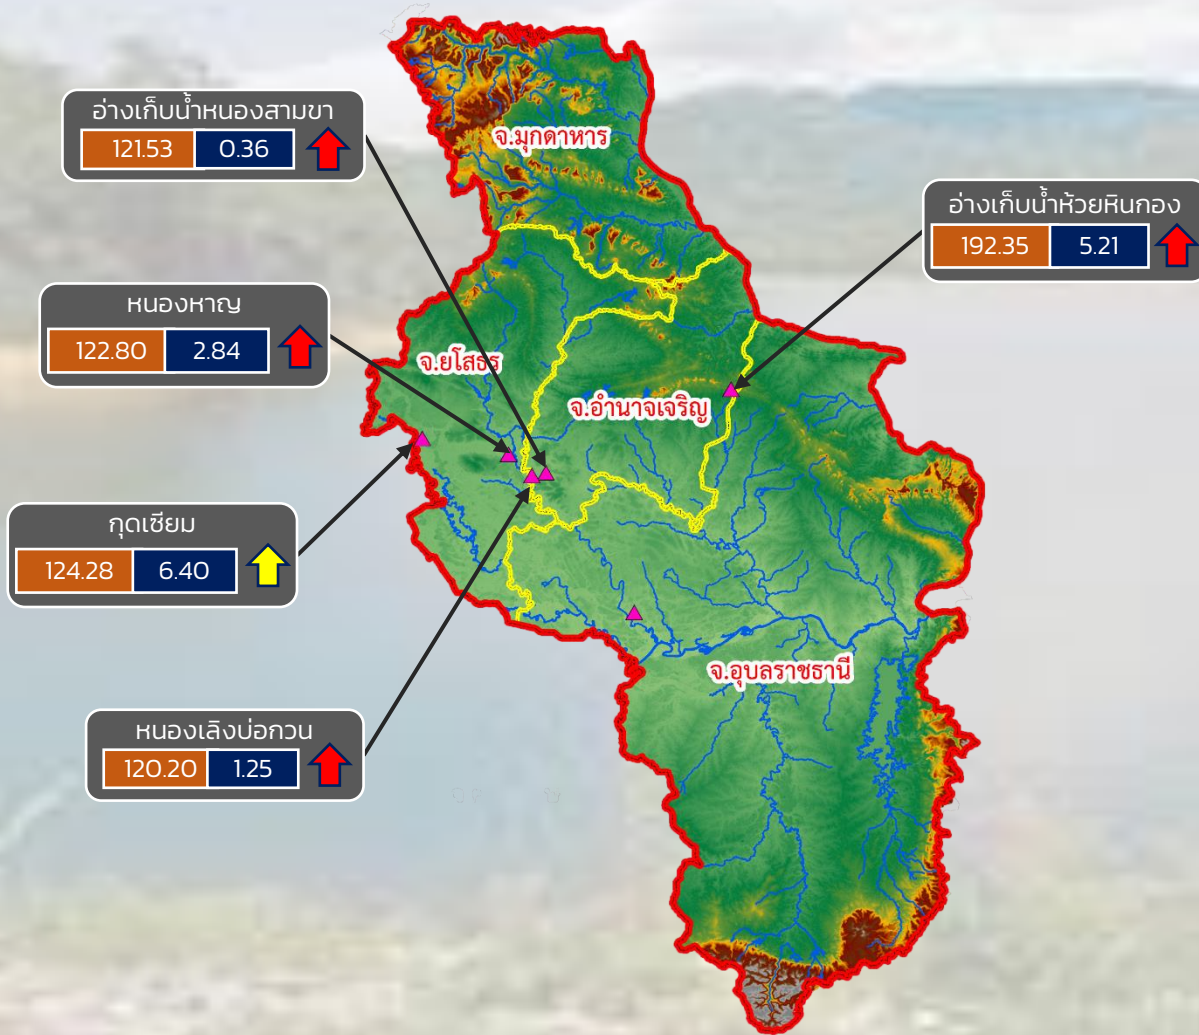 อ่างเก็บน้ำหนองสามขา
121.53 0.36
จ.มุกดาหาร
อ่างเก็บน้ำห้วยหินกอง
192.35 5.21
หนองหาญ
122.80 2.84
จ.ยโสธร
จ.อำนาจเจริญ
กุดเซียม
124.28 6.40
จ.อุบลราชธานี
หนองเลิงบ่อกวน
120.20 1.25